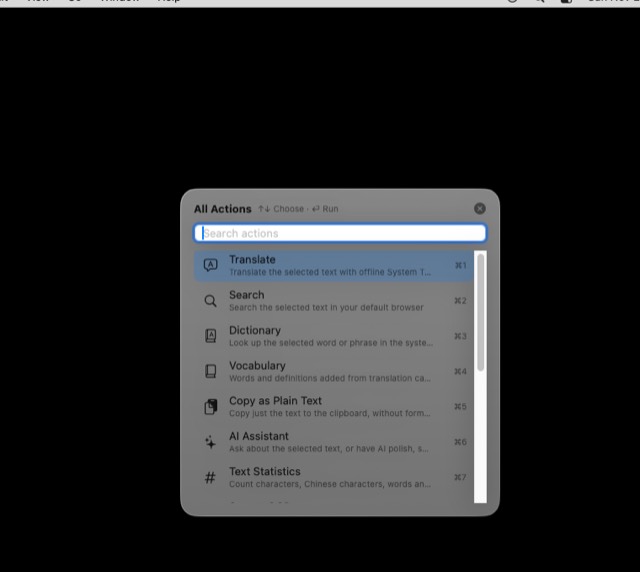 All Actions ↑↓ Choose · ⏎ Run
Search actions
Translate
Translate the selected text with offline System T...
⌘1
Search
Search the selected text in your default browser
⌘2
Dictionary
Look up the selected word or phrase in the syste...
⌘3
Vocabulary
Words and definitions added from translation ca...
⌘4
Copy as Plain Text
Copy just the text to the clipboard, without form...
⌘5
AI Assistant
Ask about the selected text, or have AI polish, s...
⌘6
Text Statistics
Count characters, Chinese characters, words an...
⌘7